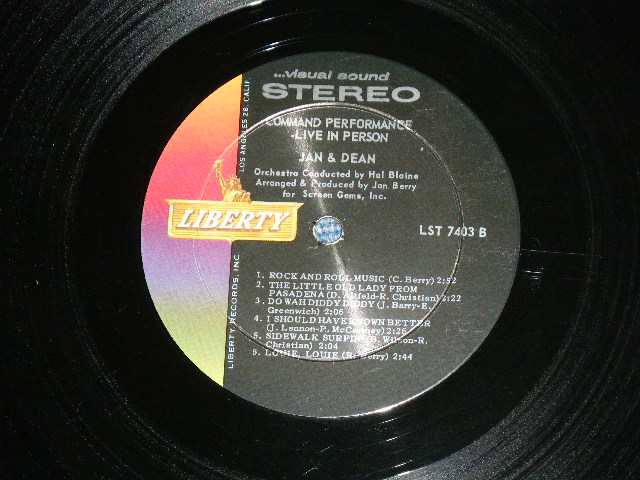 ...visual sound
STEREO
COMMAND PERFORMANCE
-LIVE IN PERSON
JAN & DEAN
Orchestra Conducted by Hal Blaine
Arranged & Produced by Jan Berry
for Screen Gems, Inc.
LOS ANGELES 28, CALIF.
LIBERTY
LIBERTY RECORDS, INC.
LST 7403 B
1. ROCK AND ROLL MUSIC (C. Berry) 2:52
2. THE LITTLE OLD LADY FROM
PASADENA (D. Altfeld-R. Christian) 2:22
3. DO WAH DIDDY DIDDY (J. Barry-E.
Greenwich) 2:06
4. I SHOULD HAVE KNOWN BETTER
(J. Lennon-P. McCartney) 2:26
5. SIDEWALK SURFIN' (B. Wilson-R.
Christian) 2:04
5. LOUIE, LOUIE (R. Berry) 2:44